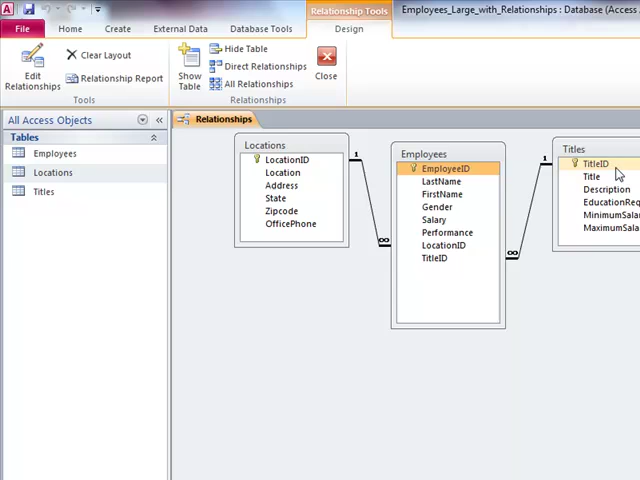 Relationship Tools
Employees_Large_with_Relationships : Database (Access
File
Home
Create
External Data
Database Tools
Design
Edit Relationships
Clear Layout
Relationship Report
Tools
Show Table
Hide Table
Direct Relationships
All Relationships
Relationships
Close
All Access Objects
Tables
Employees
Locations
Titles
Relationships
Locations
LocationID
Location
Address
State
Zipcode
OfficePhone
1
∞
Employees
EmployeeID
LastName
FirstName
Gender
Salary
Performance
LocationID
TitleID
1
∞
Titles
TitleID
Title
Description
EducationReq
MinimumSalar
MaximumSala